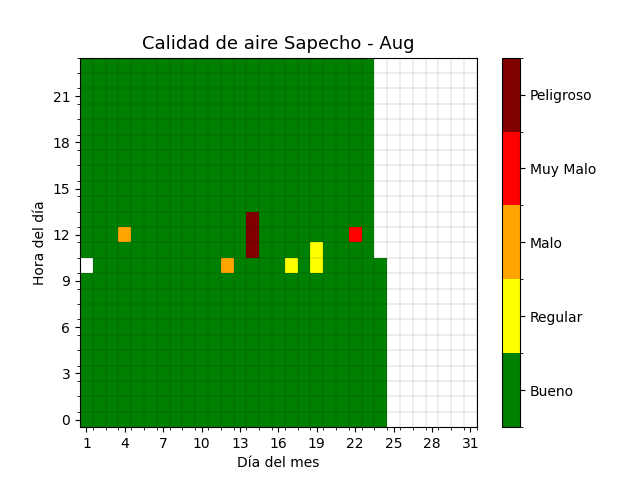 Calidad de aire Sapecho - Aug
Hora del día
21
18
15
12
9
6
3
0
1 4 7 10 13 16 19 22 25 28 31
Día del mes
Peligroso
Muy Malo
Malo
Regular
Bueno